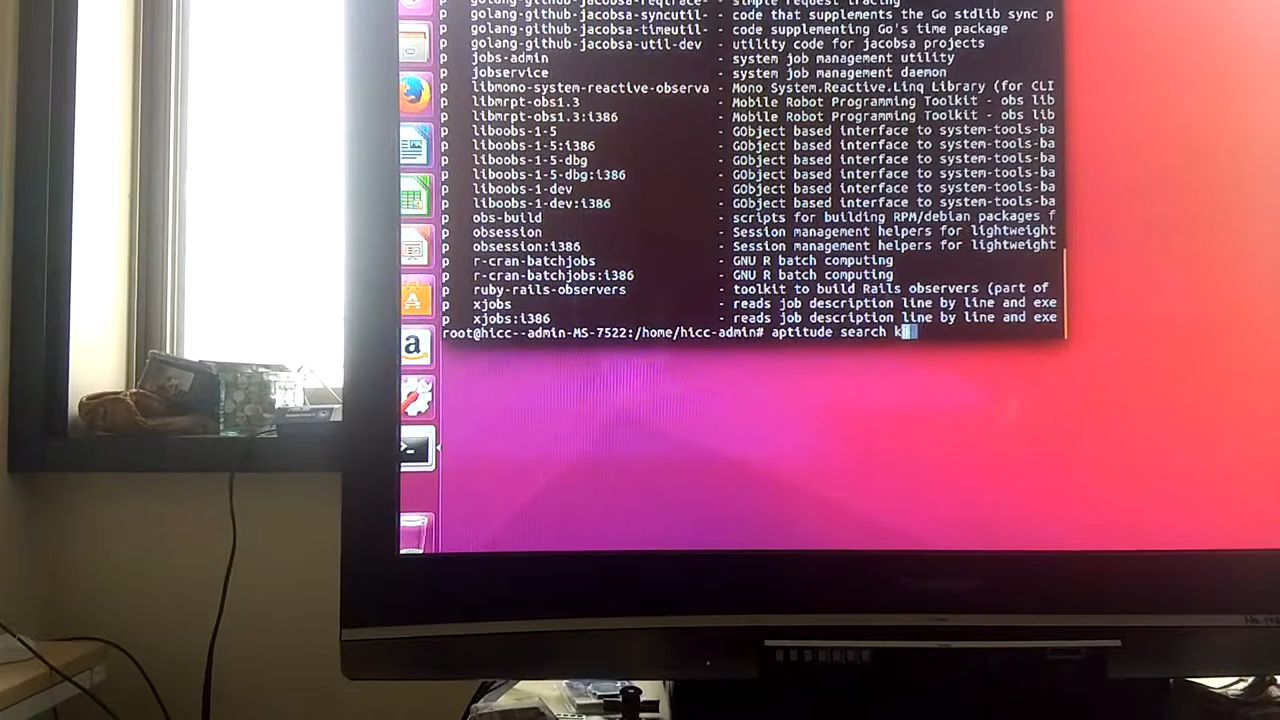 p golang-github-jacobsa-reqtrace- - simple request tracing
p golang-github-jacobsa-syncutil- - code that supplements the Go stdlib sync p
p golang-github-jacobsa-timeutil- - code supplementing Go's time package
p golang-github-jacobsa-util-dev - utility code for jacobsa projects
p jobs-admin - system job management utility
p jobservice - system job management daemon
p libmono-system-reactive-observa - Mono System.Reactive.Linq Library (for CLI
p libmrpt-obs1.3 - Mobile Robot Programming Toolkit - obs lib
p libmrpt-obs1.3:i386 - Mobile Robot Programming Toolkit - obs lib
p liboobs-1-5 - GObject based interface to system-tools-ba
p liboobs-1-5:i386 - GObject based interface to system-tools-ba
p liboobs-1-5-dbg - GObject based interface to system-tools-ba
p liboobs-1-5-dbg:i386 - GObject based interface to system-tools-ba
p liboobs-1-dev - GObject based interface to system-tools-ba
p liboobs-1-dev:i386 - GObject based interface to system-tools-ba
p obs-build - scripts for building RPM/debian packages f
p obsession - Session management helpers for lightweight
p obsession:i386 - Session management helpers for lightweight
p r-cran-batchjobs - GNU R batch computing
p r-cran-batchjobs:i386 - GNU R batch computing
p ruby-rails-observers - toolkit to build Rails observers (part of
p xjobs - reads job description line by line and exe
p xjobs:i386 - reads job description line by line and exe
root@hicc--admin-MS-7522:/home/hicc-admin# aptitude search k
a
>_